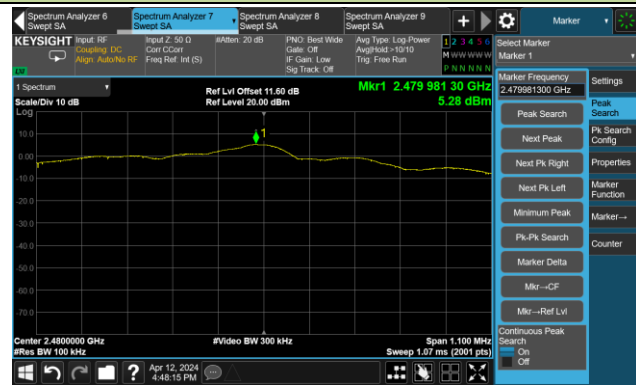 Spectrum Analyzer 6
Swept SA
Spectrum Analyzer 7
Swept SA
Spectrum Analyzer 8
Swept SA
Spectrum Analyzer 9
Swept SA
Marker
KEYSIGHT
Input: RF
Coupling: DC
Align: Auto/No RF
Input Z: 50 Ω
Corr CCorr
Freq Ref: Int (S)
#Atten: 20 dB
PNO: Best Wide
Gate: Off
IF Gain: Low
Sig Track: Off
Avg Type: Log-Power
Avg|Hold:>10/10
Trig: Free Run
1 2 3 4 5 6
M W W W W W
P N N N N N
Select Marker
Marker 1
1 Spectrum
Scale/Div 10 dB
Log
Ref Lvl Offset 11.60 dB
Ref Level 20.00 dBm
Mkr1 2.479 981 30 GHz
5.28 dBm
10.0
0.00
-10.0
-20.0
-30.0
-40.0
-50.0
-60.0
-70.0
1
Center 2.4800000 GHz
#Res BW 100 kHz
#Video BW 300 kHz
Span 1.100 MHz
Sweep 1.07 ms (2001 pts)
Marker Frequency
2.479981300 GHz
Peak Search
Next Peak
Next Pk Right
Next Pk Left
Minimum Peak
Pk-Pk Search
Marker Delta
Mkr→CF
Mkr→Ref Lvl
Continuous Peak
Search
On
Off
Settings
Peak
Search
Pk Search
Config
Properties
Marker
Function
Marker→
Counter
Apr 12, 2024
4:48:15 PM